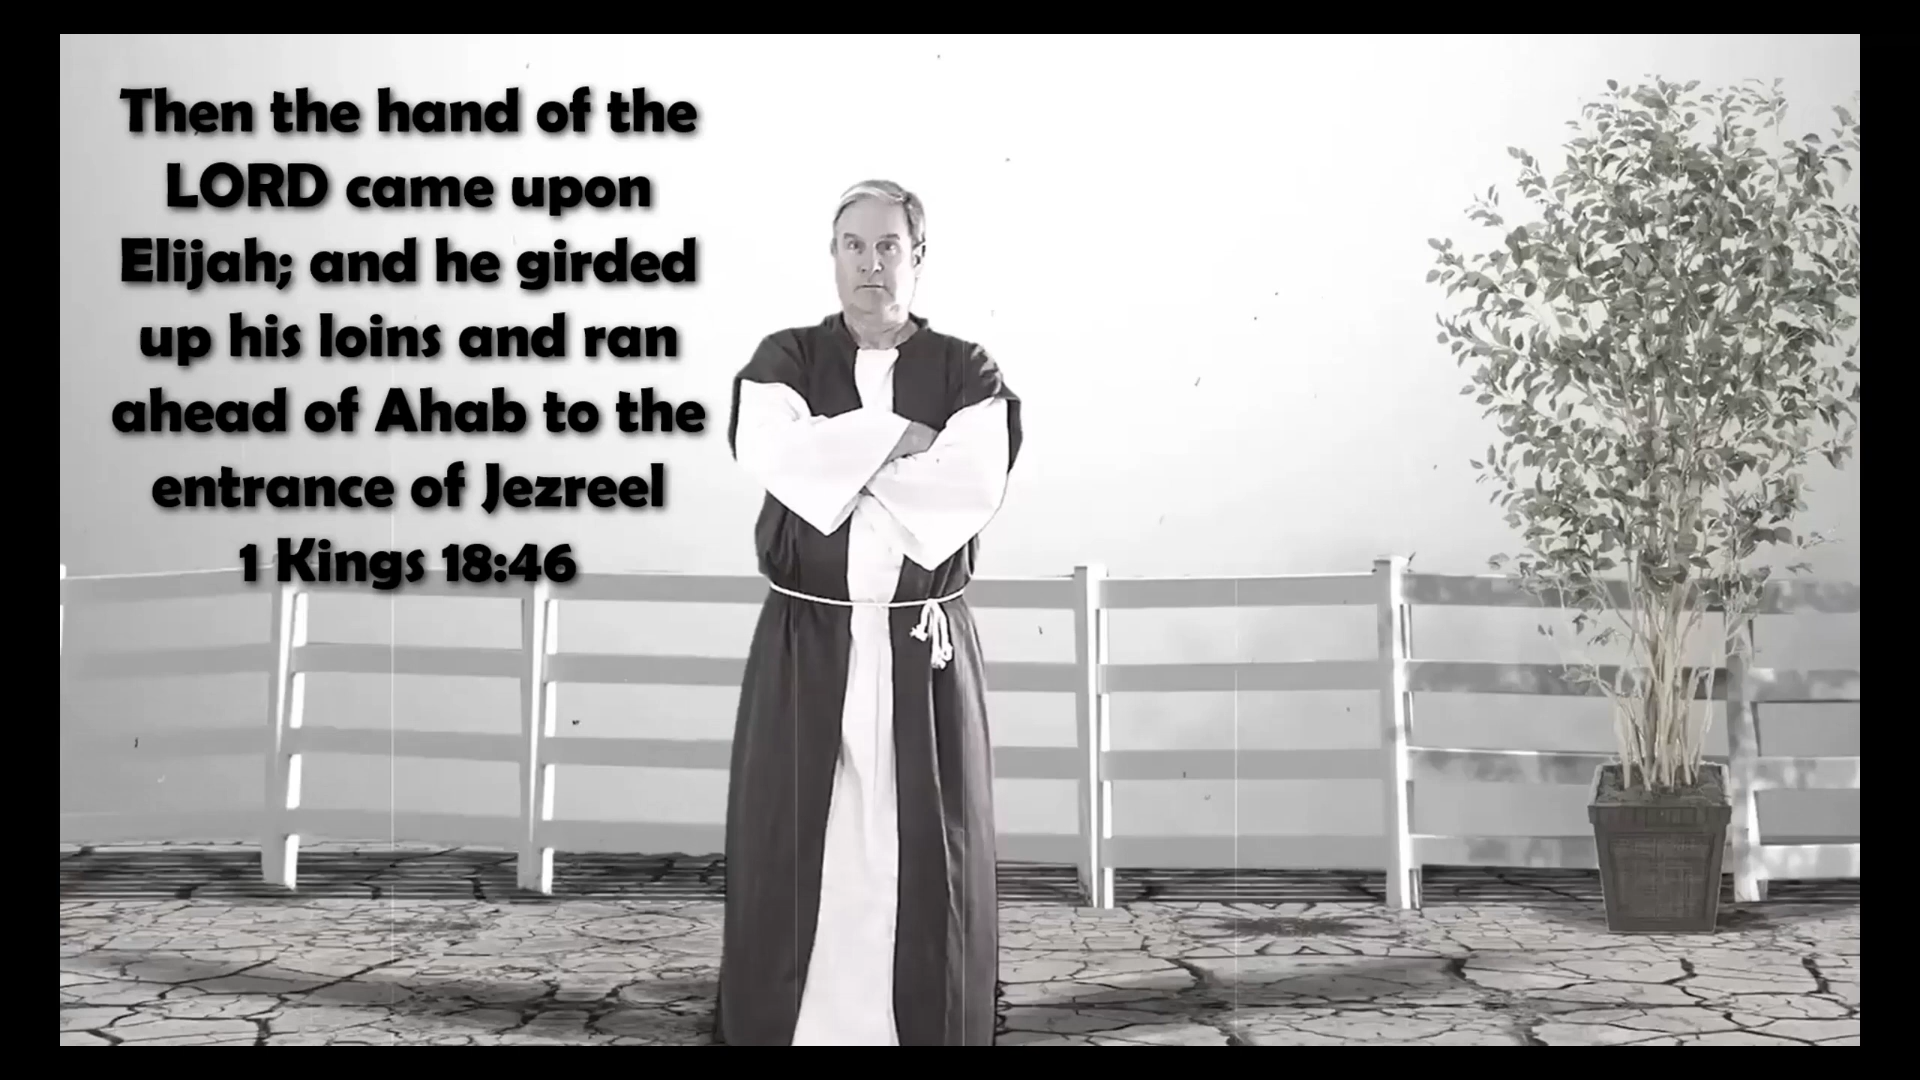 Then the hand of the
LORD came upon
Elijah; and he girded
up his loins and ran
ahead of Ahab to the
entrance of Jezreel
1 Kings 18:46